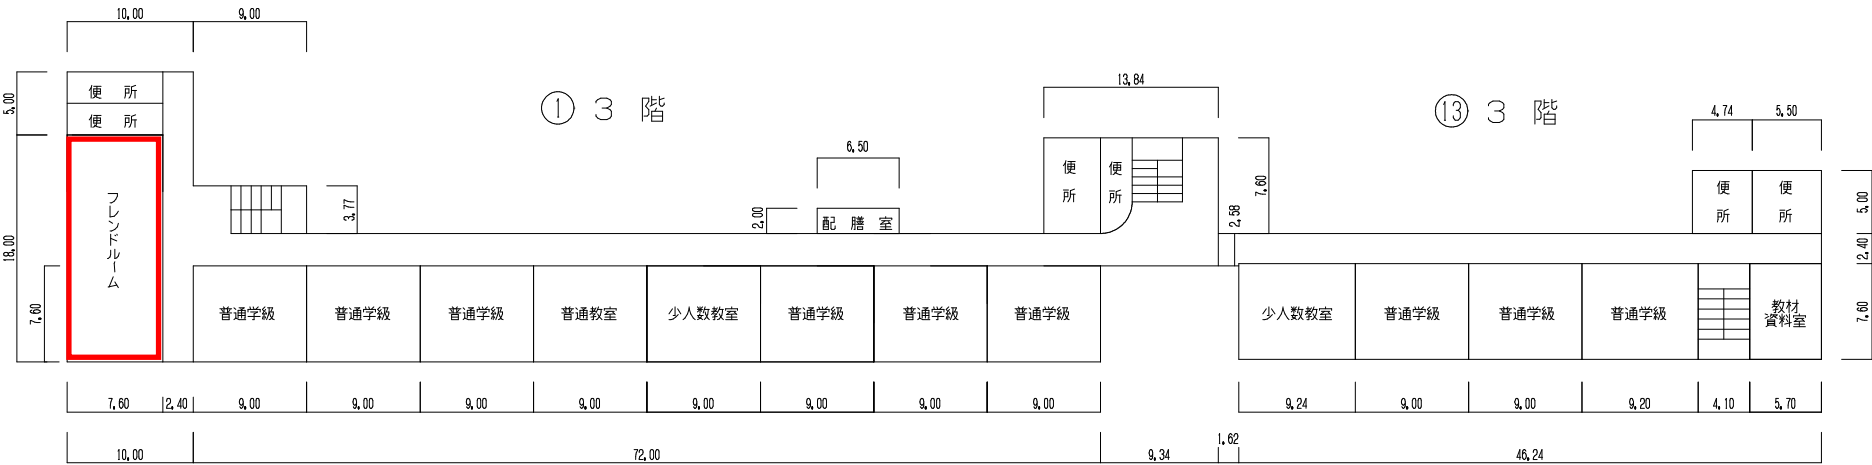 10.00
9.00
① 3 階
13.84
⑬ 3 階
4.74
5.50
5.00
便 所
便 所
6.50
便所
便所
7.60
便所
便所
5.00
フレンドルーム
3.77
2.00
配 膳 室
2.58
2.40
18.00
7.60
普通学級
普通学級
普通学級
普通教室
少人数教室
普通学級
普通学級
普通学級
少人数教室
普通学級
普通学級
普通学級
教材
資料室
7.60
7.60
2.40
9.00
9.00
9.00
9.00
9.00
9.00
9.00
9.00
9.24
9.00
9.00
9.20
4.10
5.70
10.00
72.00
9.34
1.62
46.24